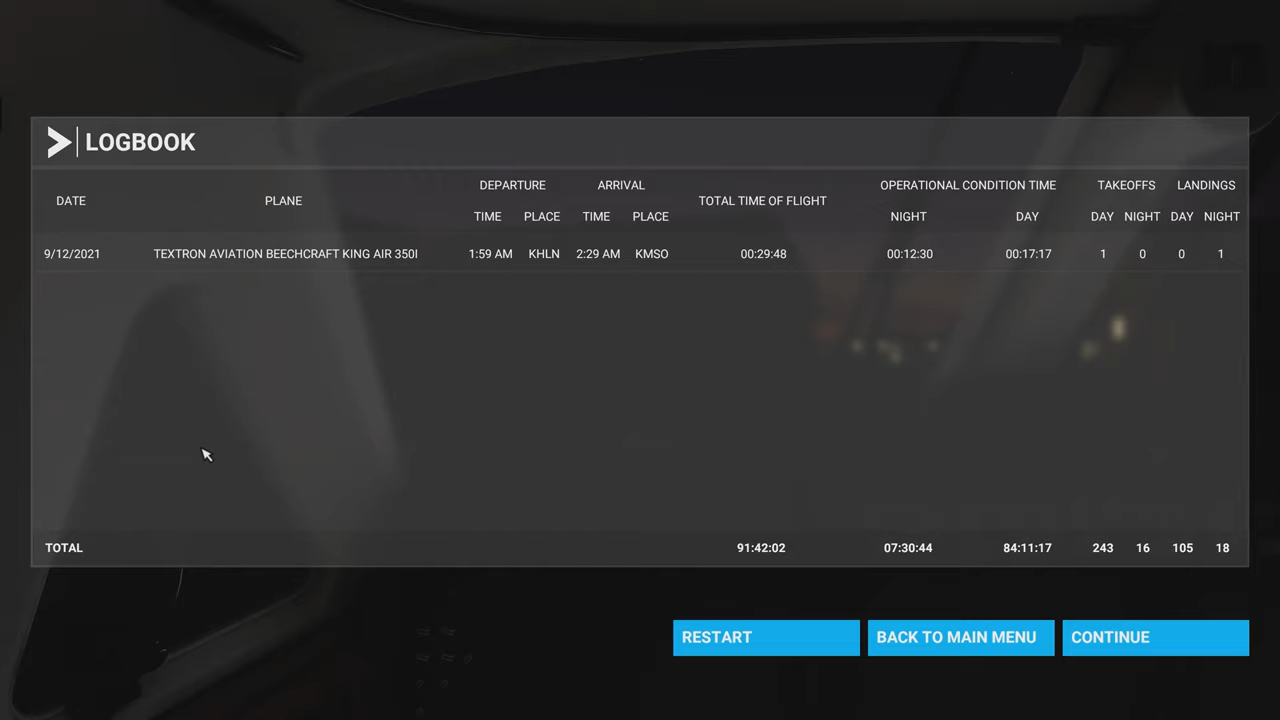 LOGBOOK
DEPARTURE ARRIVAL OPERATIONAL CONDITION TIME TAKEOFFS LANDINGS
DATE PLANE TOTAL TIME OF FLIGHT
TIME PLACE TIME PLACE NIGHT DAY DAY NIGHT DAY NIGHT
9/12/2021 TEXTRON AVIATION BEECHCRAFT KING AIR 350I 1:59 AM KHLN 2:29 AM KMSO 00:29:48 00:12:30 00:17:17 1 0 0 1
TOTAL 91:42:02 07:30:44 84:11:17 243 16 105 18
RESTART BACK TO MAIN MENU CONTINUE